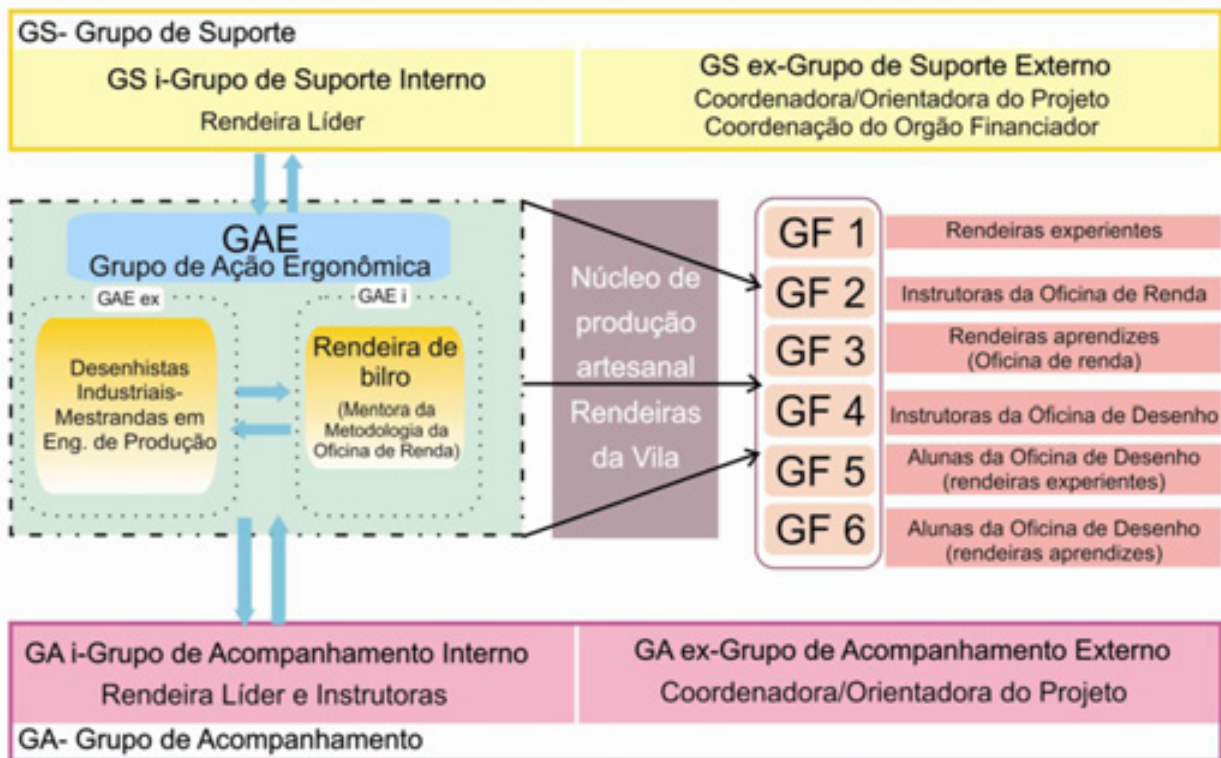 GS- Grupo de Suporte
GS i-Grupo de Suporte Interno
Rendeira Líder
GS ex-Grupo de Suporte Externo
Coordenadora/Orientadora do Projeto
Coordenação do Orgão Financiador
GAE
Grupo de Ação Ergonômica
GAE ex
Desenhistas
Industriais-
Mestrandas em
Eng. de Produção
GAE i
Rendeira de
bilro
(Mentora da
Metodologia da
Oficina de Renda)
Núcleo de
produção
artesanal
Rendeiras
da Vila
GF 1
Rendeiras experientes
GF 2
Instrutoras da Oficina de Renda
GF 3
Rendeiras aprendizes
(Oficina de renda)
GF 4
Instrutoras da Oficina de Desenho
GF 5
Alunas da Oficina de Desenho
(rendeiras experientes)
GF 6
Alunas da Oficina de Desenho
(rendeiras aprendizes)
GA i-Grupo de Acompanhamento Interno
Rendeira Líder e Instrutoras
GA ex-Grupo de Acompanhamento Externo
Coordenadora/Orientadora do Projeto
GA- Grupo de Acompanhamento